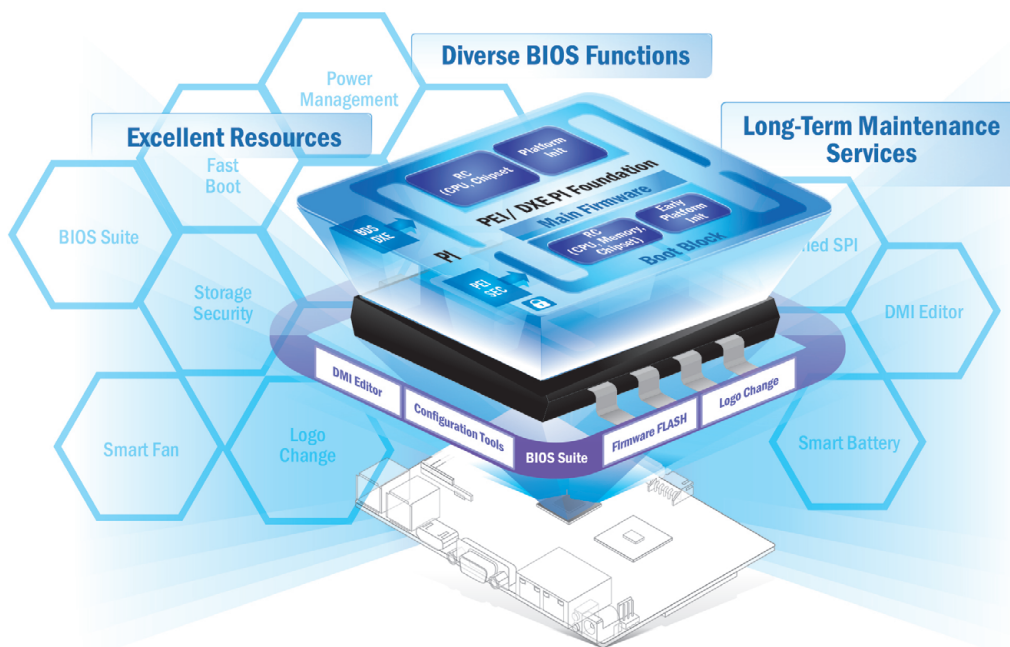 Diverse BIOS Functions
Excellent Resources
Long-Term Maintenance
Services
Power
Management
Fast
Boot
BIOS Suite
Storage
Security
Smart Fan
Logo
Change
SPI
DMI Editor
Smart Battery
RC
(CPU, Chipset
Platform
Init
PEI/ DXE PI Foundation
Main Firmware
BDS
DXE
PI
RC
(CPU, Memory,
Chipset)
Early
Platform
Init
Boot Block
PEI
SEC
DMI Editor
Configuration Tools
BIOS Suite
Firmware FLASH
Logo Change